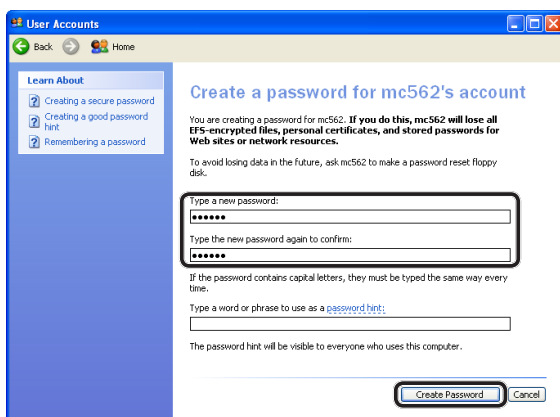 User Accounts
Back Home
Learn About
Creating a secure password
Creating a good password
hint
Remembering a password
Create a password for mc562's account
You are creating a password for mc562. If you do this, mc562 will lose all
EFS-encrypted files, personal certificates, and stored passwords for
Web sites or network resources.
To avoid losing data in the future, ask mc562 to make a password reset floppy
disk.
Type a new password:
●●●●●●
Type the new password again to confirm:
●●●●●●
If the password contains capital letters, they must be typed the same way every
time.
Type a word or phrase to use as a password hint:
The password hint will be visible to everyone who uses this computer.
Create Password Cancel